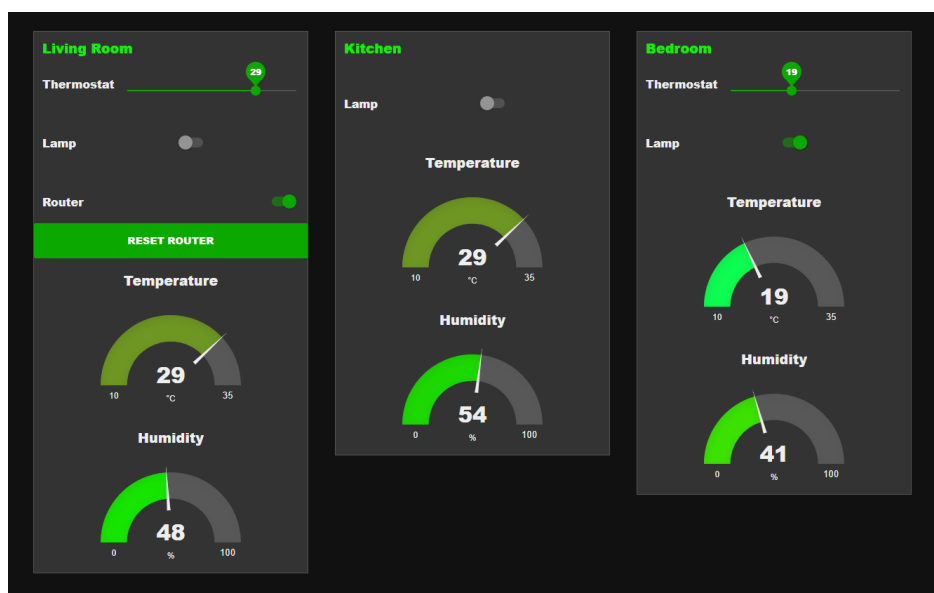 Living Room
29
Thermostat
Lamp
Router
RESET ROUTER
Temperature
29
10 °C 35
Humidity
48
0 % 100
Kitchen
Lamp
Temperature
29
10 °C 35
Humidity
54
0 % 100
Bedroom
19
Thermostat
Lamp
Temperature
19
10 °C 35
Humidity
41
0 % 100